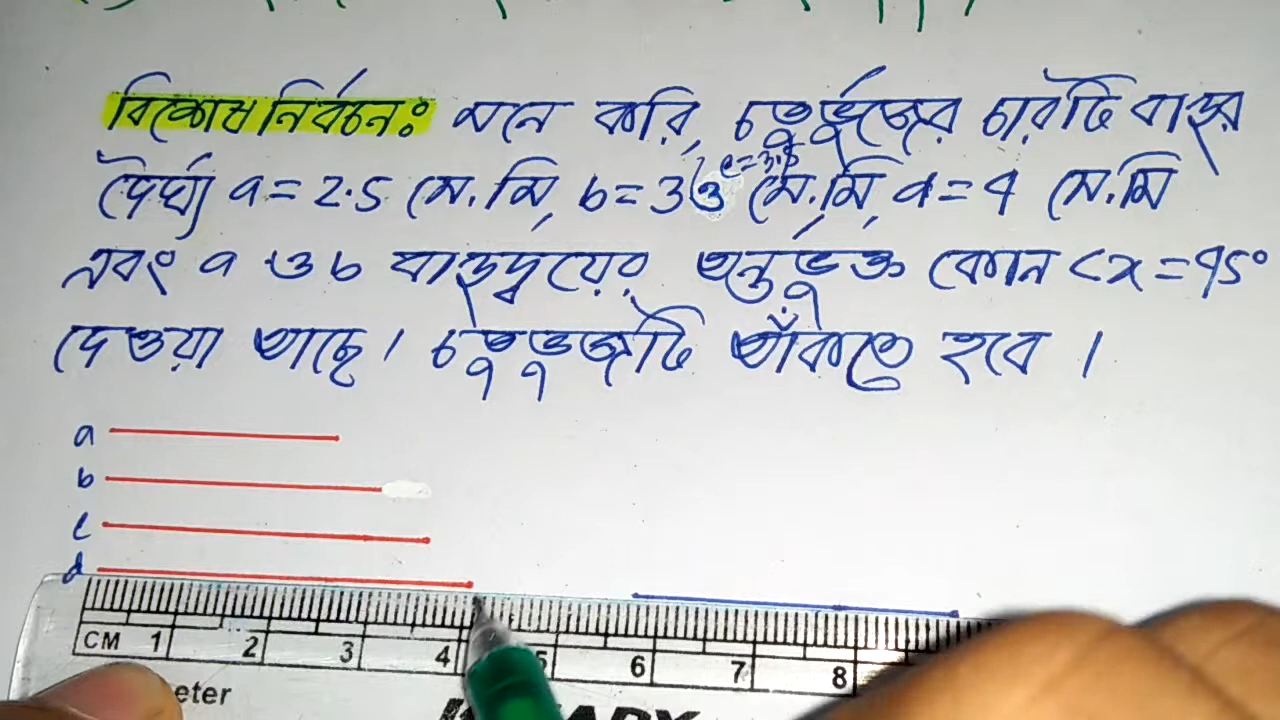 বিশেষ নির্বচন: মনে করি, চতুর্ভুজের চারটি বাহুর
c=3.5
দৈর্ঘ্য a = 2.5 সে.মি, b = 3 সে.মি, d = 4 সে.মি
এবং a ও b বাহুদ্বয়ের অন্তর্ভুক্ত কোন <x = 75°
দেওয়া আছে। চতুর্ভুজটি আঁকতে হবে।
a
b
c
d
CM 1 2 3 4 5 6 7 8
eter